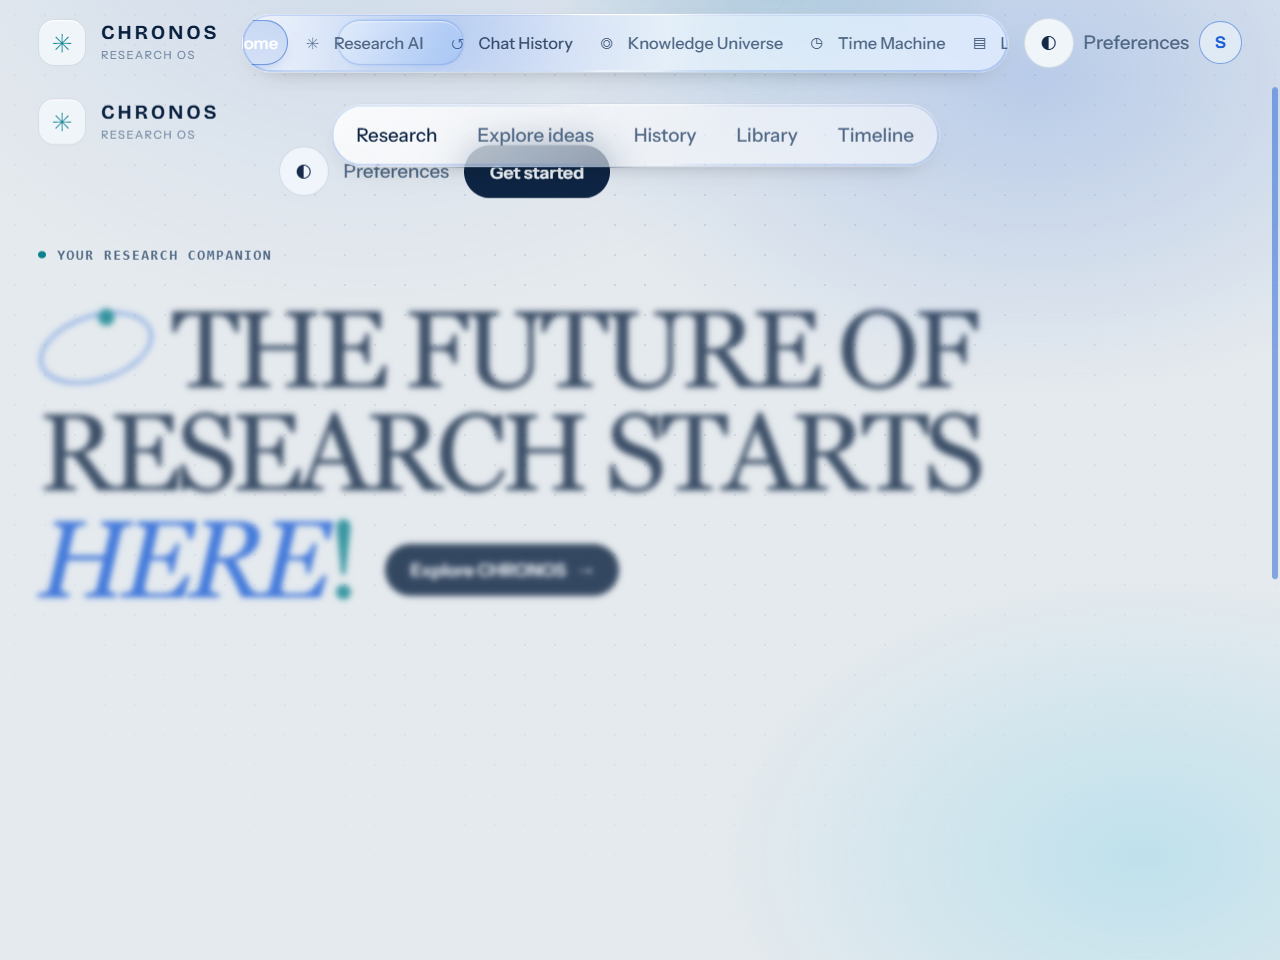 CHRONOS
RESEARCH OS
ome Research AI Chat History Knowledge Universe Time Machine L
Preferences
S
CHRONOS
RESEARCH OS
Research Explore ideas History Library Timeline
Preferences
Get started
YOUR RESEARCH COMPANION
THE FUTURE OF
RESEARCH STARTS
HERE!
Explore CHRONOS →